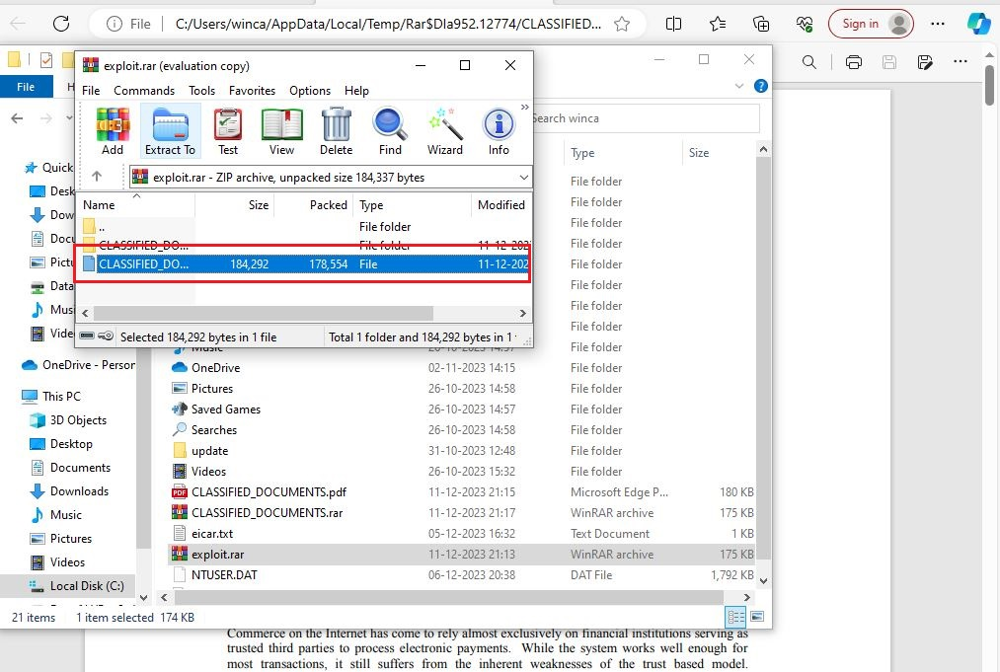 File C:/Users/winca/AppData/Local/Temp/Rar$DIa952.12774/CLASSIFIED... Sign in
exploit.rar (evaluation copy)
File Commands Tools Favorites Options Help
Add Extract To Test View Delete Find Wizard Info
exploit.rar - ZIP archive, unpacked size 184,337 bytes
Name Size Packed Type Modified
.. File folder
CLASSIFIED_DO... File folder 11-12-202
CLASSIFIED_DO... 184,292 178,554 File 11-12-202
Selected 184,292 bytes in 1 file Total 1 folder and 184,292 bytes in 1
File H
Search winca
Type Size
Quick
Desk
Dow
Docu
Pictu
Data
Mus
Vide
OneDrive - Person
This PC
3D Objects
Desktop
Documents
Downloads
Music
Pictures
Videos
Local Disk (C:)
File folder
File folder
File folder
File folder
File folder
File folder
File folder
File folder
Music 26-10-2023 14:57 File folder
OneDrive 02-11-2023 14:15 File folder
Pictures 26-10-2023 14:58 File folder
Saved Games 26-10-2023 14:57 File folder
Searches 26-10-2023 14:58 File folder
update 31-10-2023 12:48 File folder
Videos 26-10-2023 15:32 File folder
CLASSIFIED_DOCUMENTS.pdf 11-12-2023 21:15 Microsoft Edge P... 180 KB
CLASSIFIED_DOCUMENTS.rar 11-12-2023 21:17 WinRAR archive 175 KB
eicar.txt 05-12-2023 16:32 Text Document 1 KB
exploit.rar 11-12-2023 21:13 WinRAR archive 175 KB
NTUSER.DAT 06-12-2023 20:38 DAT File 1,792 KB
21 items 1 item selected 174 KB
Commerce on the Internet has come to rely almost exclusively on financial institutions serving as
trusted third parties to process electronic payments. While the system works well enough for
most transactions, it still suffers from the inherent weaknesses of the trust based model.